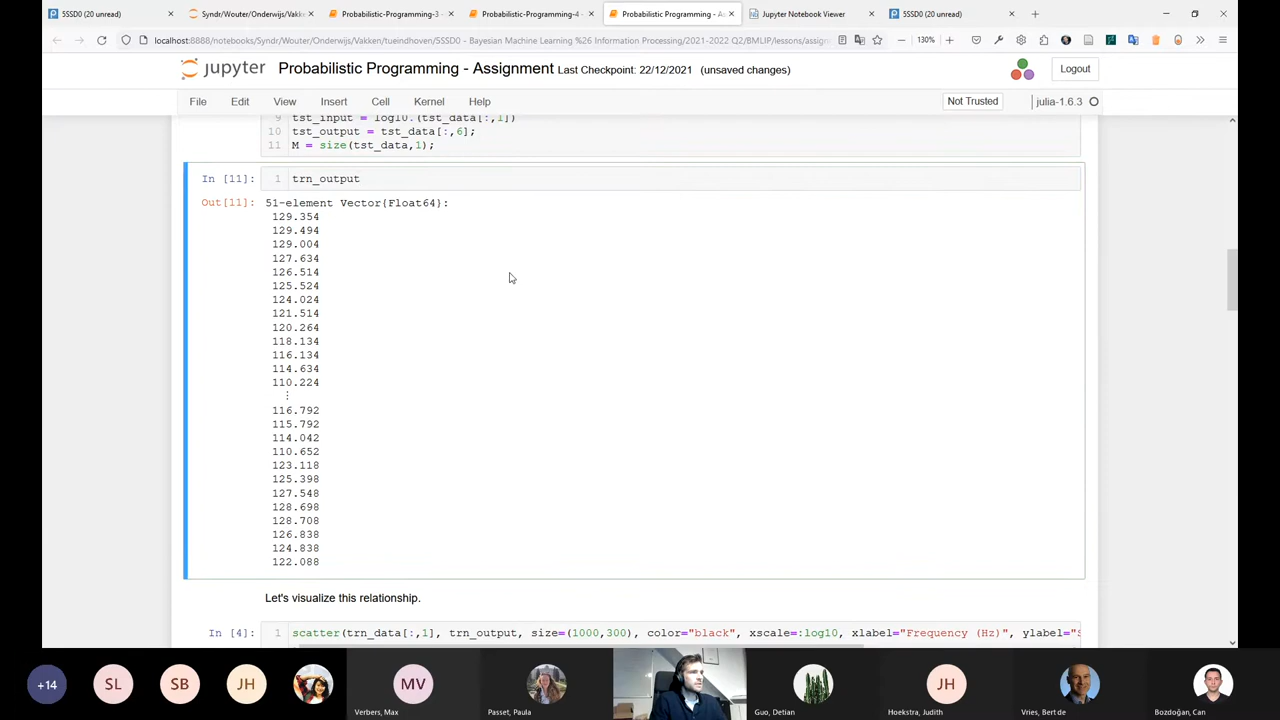 5SSD0 (20 unread)
Syndr/Wouter/Onderwijs/Vakke
Probabilistic-Programming-3 -
Probabilistic-Programming-4 -
Probabilistic Programming - As
Jupyter Notebook Viewer
5SSD0 (20 unread)
localhost:8888/notebooks/Syndr/Wouter/Onderwijs/Vakken/tueindhoven/5SSD0 - Bayesian Machine Learning %26 Information Processing/2021-2022 Q2/BMLIP/lessons/assign
130%
jupyter
Probabilistic Programming - Assignment Last Checkpoint: 22/12/2021 (unsaved changes)
Logout
File Edit View Insert Cell Kernel Help
Not Trusted
julia-1.6.3
9 tst_input = log10.(tst_data[:,1])
10 tst_output = tst_data[:,6];
11 M = size(tst_data,1);
In [11]: 1 trn_output
Out[11]: 51-element Vector{Float64}:
129.354
129.494
129.004
127.634
126.514
125.524
124.024
121.514
120.264
118.134
116.134
114.634
110.224
⋮
116.792
115.792
114.042
110.652
123.118
125.398
127.548
128.698
128.708
126.838
124.838
122.088
Let's visualize this relationship.
In [4]: 1 scatter(trn_data[:,1], trn_output, size=(1000,300), color="black", xscale=:log10, xlabel="Frequency (Hz)", ylabel="S
+14
SL
SB
JH
MV
JH
Verbers, Max
Passet, Paula
Guo, Detian
Hoekstra, Judith
Vries, Bert de
Bozdoğan, Can